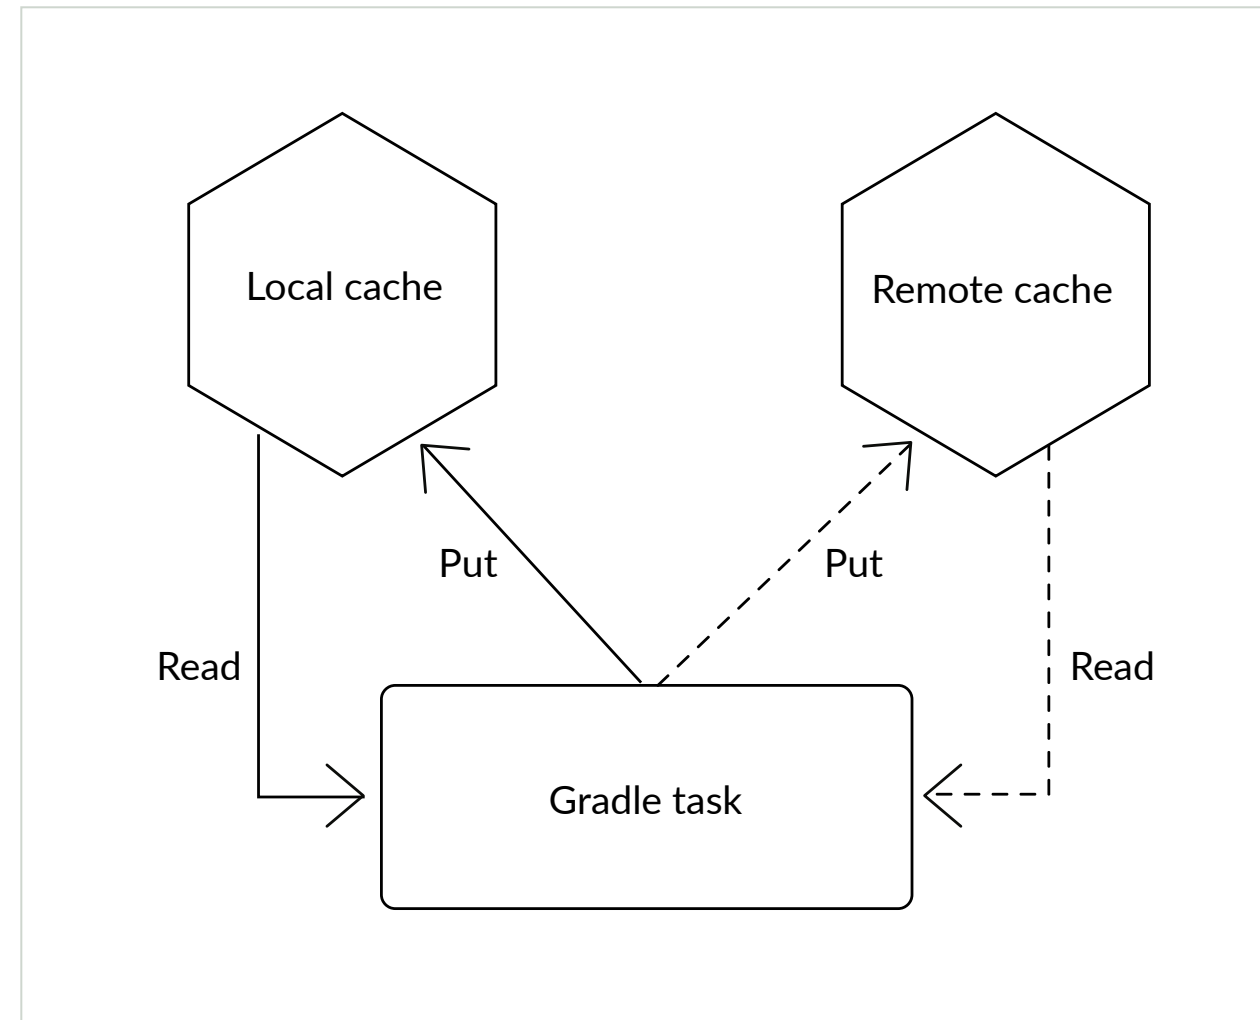 Local cache
Remote cache
Put
Put
Read
Read
Gradle task